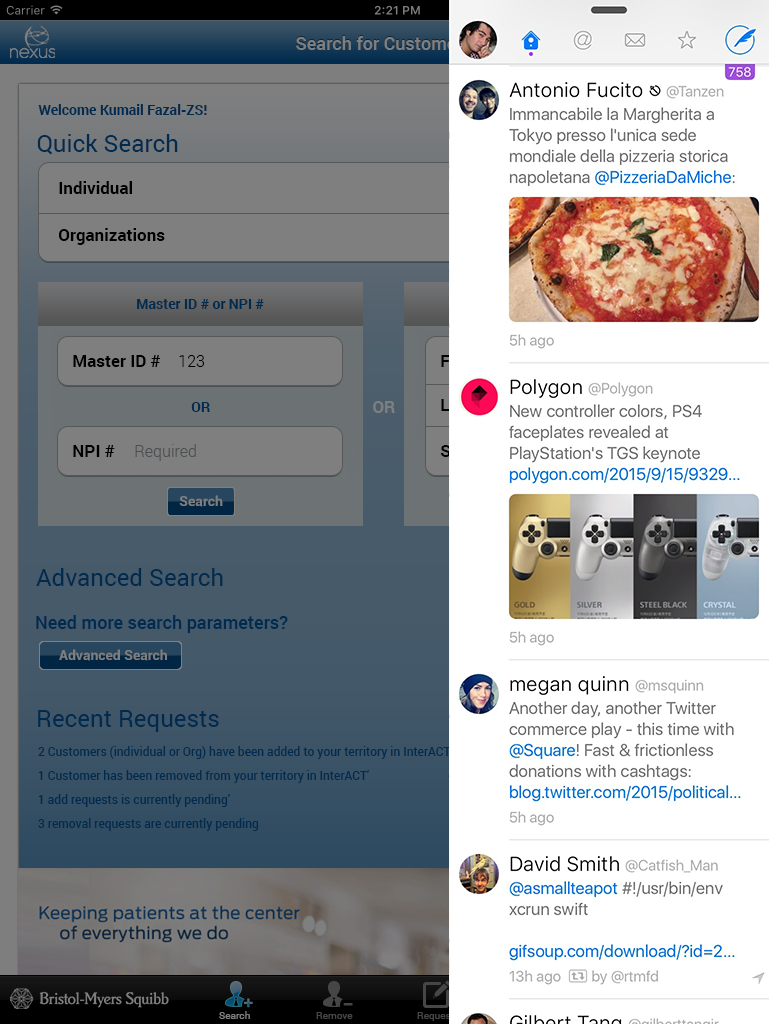 Carrier
2:21 PM
nexus
Search for Custome
Welcome Kumail Fazal-ZS!
Quick Search
Individual
Organizations
Master ID # or NPI #
Master ID # 123
OR
NPI # Required
Search
OR
F
L
S
Advanced Search
Need more search parameters?
Advanced Search
Recent Requests
2 Customers (individual or Org) have been added to your territory in InterACT
1 Customer has been removed from your territory in InterACT'
1 add requests is currently pending'
3 removal requests are currently pending
Keeping patients at the center
of everything we do
Bristol-Myers Squibb
Search
Remove
Reques
@
758
Antonio Fucito @Tanzen
Immancabile la Margherita a
Tokyo presso l'unica sede
mondiale della pizzeria storica
napoletana @PizzeriaDaMiche:
5h ago
Polygon @Polygon
New controller colors, PS4
faceplates revealed at
PlayStation's TGS keynote
polygon.com/2015/9/15/9329...
GOLD
SILVER
STEEL BLACK
CRYSTAL
5h ago
megan quinn @msquinn
Another day, another Twitter
commerce play - this time with
@Square! Fast & frictionless
donations with cashtags:
blog.twitter.com/2015/political...
5h ago
David Smith @Catfish_Man
@asmallteapot #!/usr/bin/env
xcrun swift
gifsoup.com/download/?id=2...
13h ago by @rtmfd
Gilbert Tang @gilberttangjr